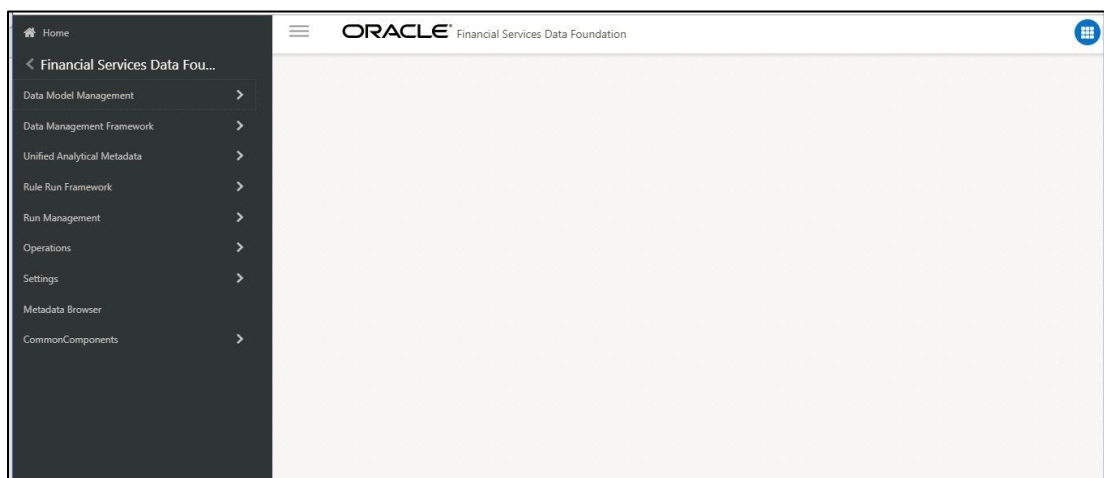 Home
ORACLE® Financial Services Data Foundation
Financial Services Data Fou...
Data Model Management
Data Management Framework
Unified Analytical Metadata
Rule Run Framework
Run Management
Operations
Settings
Metadata Browser
CommonComponents